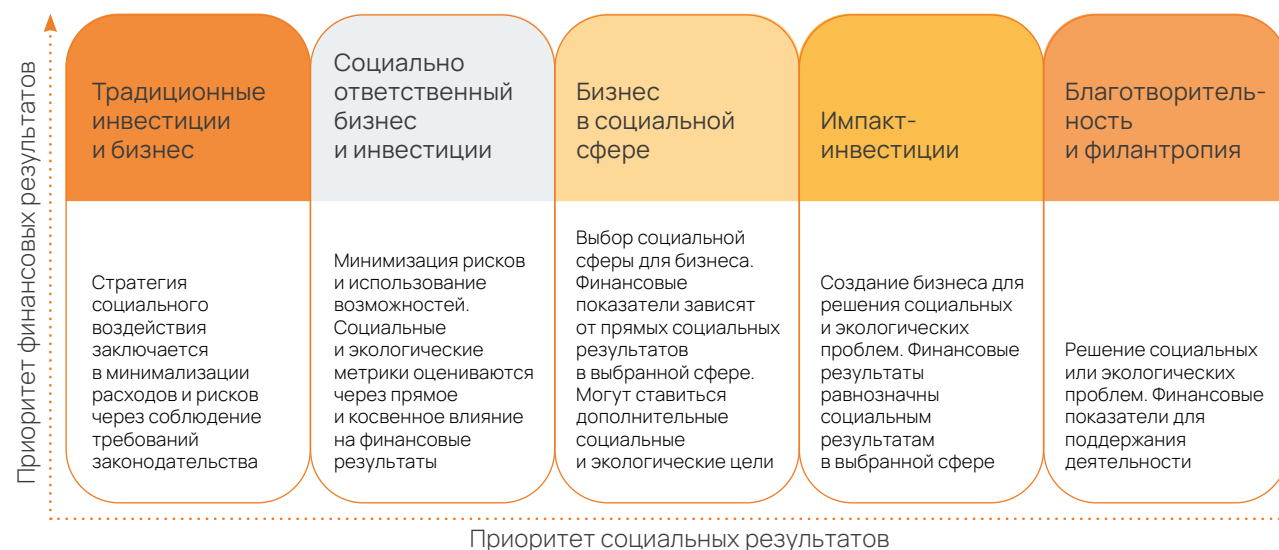 Приоритет финансовых результатов
Традиционные
инвестиции
и бизнес
Стратегия
социального
воздействия
заключается
в минимализации
расходов и рисков
через соблюдение
требований
законодательства
Социально
ответственный
бизнес
и инвестиции
Минимизация рисков
и использование
возможностей.
Социальные
и экологические
метрики оцениваются
через прямое
и косвенное влияние
на финансовые
результаты
Бизнес
в социальной
сфере
Выбор социальной
сферы для бизнеса.
Финансовые
показатели зависят
от прямых социальных
результатов
в выбранной сфере.
Могут ставиться
дополнительные
социальные
и экологические цели
Импакт-
инвестиции
Создание бизнеса для
решения социальных
и экологических
проблем. Финансовые
результаты
равнозначны
социальным
результатам
в выбранной сфере
Благотворитель-
ность
и филантропия
Решение социальных
или экологических
проблем. Финансовые
показатели для
поддержания
деятельности
Приоритет социальных результатов